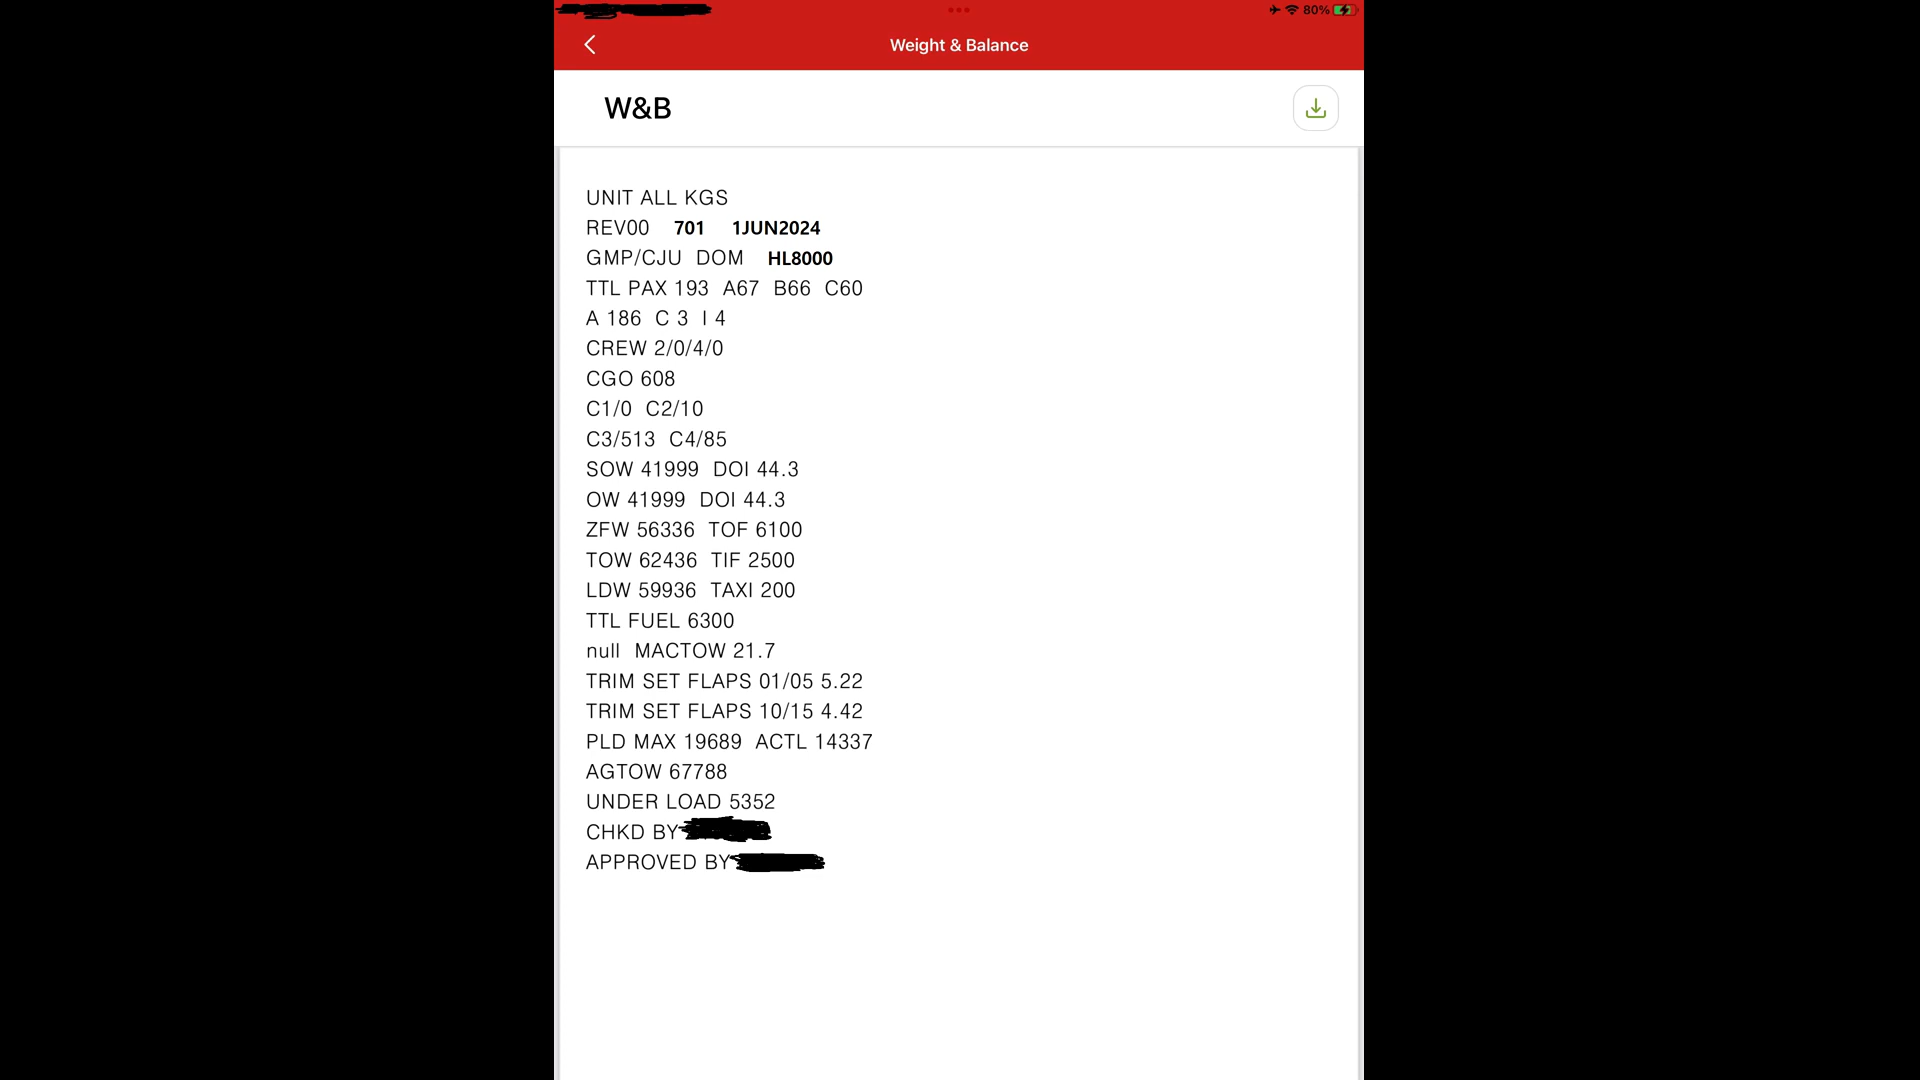 80%
Weight & Balance
W&B
UNIT ALL KGS
REV00 701 1JUN2024
GMP/CJU DOM HL8000
TTL PAX 193 A67 B66 C60
A 186 C 3 I 4
CREW 2/0/4/0
CGO 608
C1/0 C2/10
C3/513 C4/85
SOW 41999 DOI 44.3
OW 41999 DOI 44.3
ZFW 56336 TOF 6100
TOW 62436 TIF 2500
LDW 59936 TAXI 200
TTL FUEL 6300
null MACTOW 21.7
TRIM SET FLAPS 01/05 5.22
TRIM SET FLAPS 10/15 4.42
PLD MAX 19689 ACTL 14337
AGTOW 67788
UNDER LOAD 5352
CHKD BY
APPROVED BY